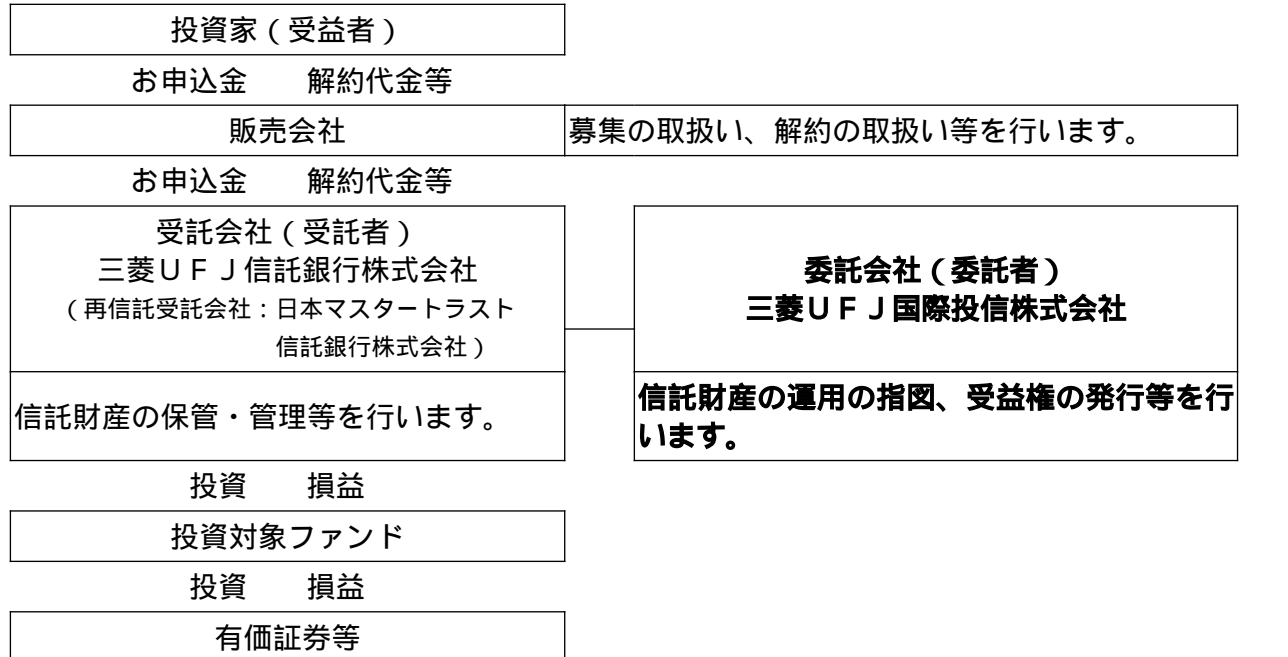 投資家（受益者）
お申込金　　解約代金等
販売会社
募集の取扱い、解約の取扱い等を行います。
お申込金　　解約代金等
受託会社（受託者）
三菱ＵＦＪ信託銀行株式会社
（再信託受託会社：日本マスタートラスト
信託銀行株式会社）
委託会社（委託者）
三菱ＵＦＪ国際投信株式会社
信託財産の保管・管理等を行います。
信託財産の運用の指図、受益権の発行等を行
います。
投資　　損益
投資対象ファンド
投資　　損益
有価証券等